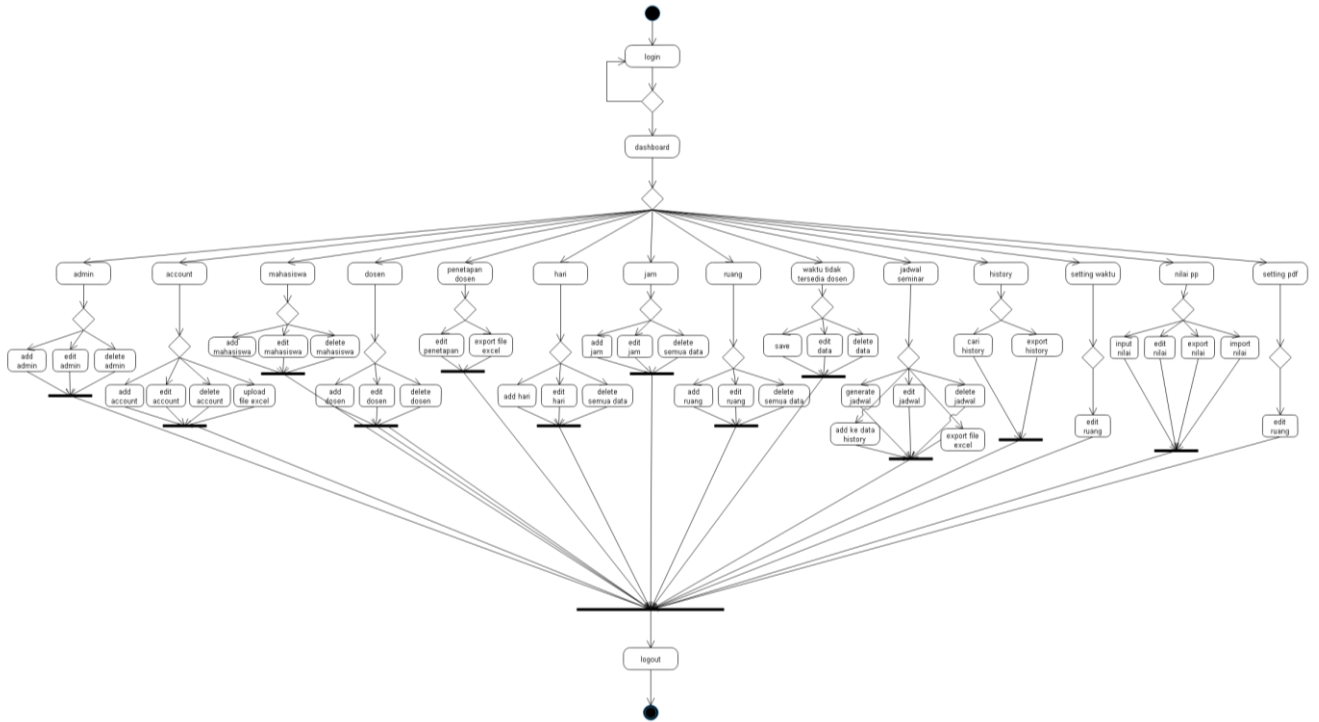 login
dashboard
admin
account
mahasiswa
dosen
penetapan
dosen
hari
jam
ruang
waktu tidak
tersedia dosen
jadwal
seminar
history
setting waktu
nilai pp
setting pdf
add
admin
edit
admin
delete
admin
add
account
edit
account
delete
account
upload
file excel
add
mahasiswa
edit
mahasiswa
delete
mahasiswa
add
dosen
edit
dosen
delete
dosen
edit
penetapan
export file
excel
add hari
edit
hari
delete
semua data
add
jam
edit
jam
delete
semua data
add
ruang
edit
ruang
delete
semua data
save
edit
data
delete
data
generate
jadwal
edit
jadwal
delete
jadwal
add ke data
history
export file
excel
cari
history
export
history
edit
ruang
input
nilai
edit
nilai
export
nilai
import
nilai
edit
ruang
logout